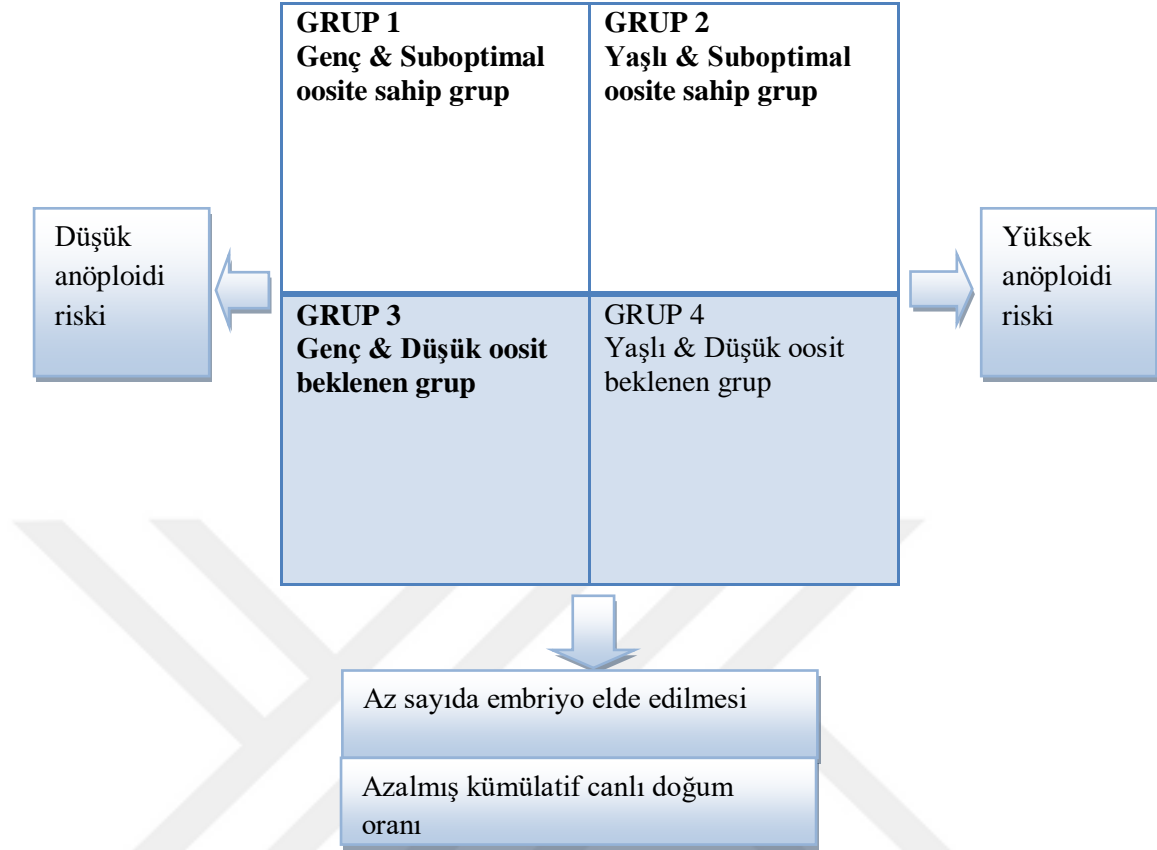 GRUP 1
Genç & Suboptimal
oosite sahip grup
GRUP 2
Yaşlı & Suboptimal
oosite sahip grup
Düşük
anöploidi
riski
Yüksek
anöploidi
riski
GRUP 3
Genç & Düşük oosit
beklenen grup
GRUP 4
Yaşlı & Düşük oosit
beklenen grup
Az sayıda embriyo elde edilmesi
Azalmış kümülatif canlı doğum
oranı